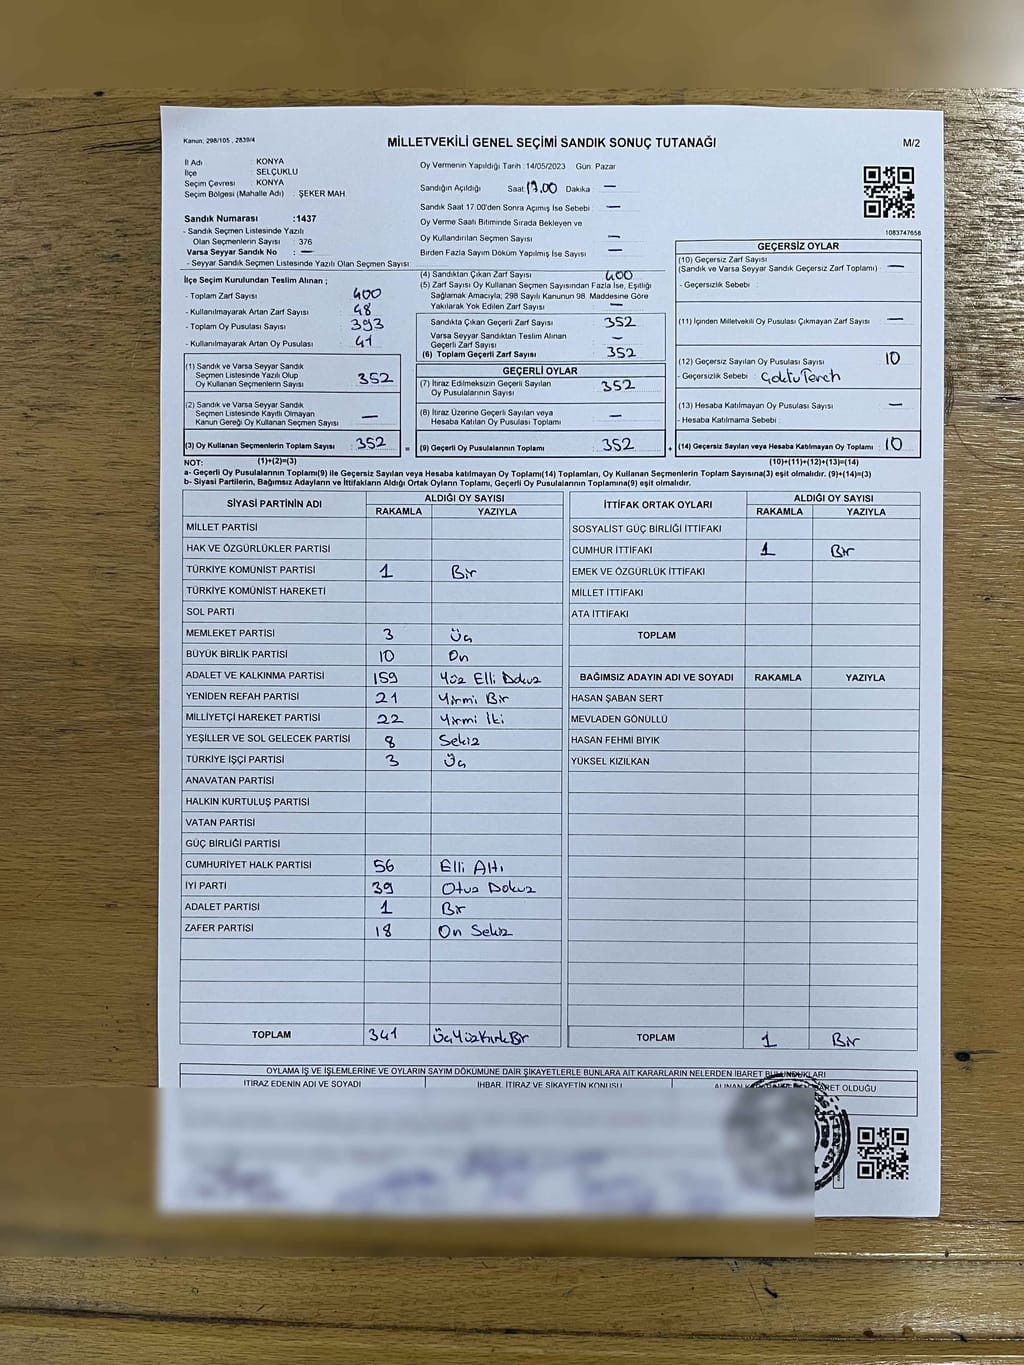 Kanun, 298/105 , 2839/4
MİLLETVEKİLİ GENEL SEÇİMİ SANDIK SONUÇ TUTANAĞI
M/2
İl Adı KONYA
İlçe SELÇUKLU
Seçim Çevresi KONYA
Seçim Bölgesi (Mahalle Adı) : ŞEKER MAH.
Sandık Numarası :1437
- Sandık Seçmen Listesinde Yazılı
Olan Seçmenlerin Sayısı 376
Varsa Seyyar Sandık No : —
- Seyyar Sandık Seçmen Listesinde Yazılı Olan Seçmen Sayısı:
Oy Vermenin Yapıldığı Tarih :14/05/2023 Gün: Pazar
Sandığın Açıldığı Saat 17.00 Dakika —
Sandık Saat 17.00'den Sonra Açılmış İse Sebebi : —
Oy Verme Saati Bitiminde Sırada Bekleyen ve
Oy Kullandırılan Seçmen Sayısı —
Birden Fazla Sayım Döküm Yapılmış İse Sayısı —
1083747658
İlçe Seçim Kurulundan Teslim Alınan ;
- Toplam Zarf Sayısı 400
- Kullanılmayarak Artan Zarf Sayısı 48
- Toplam Oy Pusulası Sayısı 393
- Kullanılmayarak Artan Oy Pusulası 41
(1) Sandık ve Varsa Seyyar Sandık
Seçmen Listesinde Yazılı Olup
Oy Kullanan Seçmenlerin Sayısı 352
(2) Sandık ve Varsa Seyyar Sandık
Seçmen Listesinde Kayıtlı Olmayan
Kanun Gereği Oy Kullanan Seçmen Sayısı —
(3) Oy Kullanan Seçmenlerin Toplam Sayısı 352
(1)+(2)=(3)
(4) Sandıktan Çıkan Zarf Sayısı 400
(5) Zarf Sayısı Oy Kullanan Seçmen Sayısından Fazla İse, Eşitliği
Sağlamak Amacıyla; 298 Sayılı Kanunun 98. Maddesine Göre
Yakılarak Yok Edilen Zarf Sayısı —
Sandıkta Çıkan Geçerli Zarf Sayısı 352
Varsa Seyyar Sandıktan Teslim Alınan
Geçerli Zarf Sayısı —
(6) Toplam Geçerli Zarf Sayısı 352
GEÇERLİ OYLAR
(7) İtiraz Edilmeksizin Geçerli Sayılan
Oy Pusulalarının Sayısı 352
(8) İtiraz Üzerine Geçerli Sayılan veya
Hesaba Katılan Oy Pusulası Toplamı —
= (9) Geçerli Oy Pusulalarının Toplamı 352
GEÇERSİZ OYLAR
(10) Geçersiz Zarf Sayısı
(Sandık ve Varsa Seyyar Sandık Geçersiz Zarf Toplamı) —
- Geçersizlik Sebebi :
(11) İçinden Milletvekili Oy Pusulası Çıkmayan Zarf Sayısı —
(12) Geçersiz Sayılan Oy Pusulası Sayısı 10
- Geçersizlik Sebebi :
(13) Hesaba Katılmayan Oy Pusulası Sayısı —
- Hesaba Katılmama Sebebi :
+ (14) Geçersiz Sayılan veya Hesaba Katılmayan Oy Toplamı 10
(10)+(11)+(12)+(13)=(14)
NOT:
a- Geçerli Oy Pusulalarının Toplamı(9) ile Geçersiz Sayılan veya Hesaba katılmayan Oy Toplamı(14) Toplamları, Oy Kullanan Seçmenlerin Toplam Sayısına(3) eşit olmalıdır. (9)+(14)=(3)
b- Siyasi Partilerin, Bağımsız Adayların ve İttifakların Aldığı Ortak Oyların Toplamı, Geçerli Oy Pusulalarının Toplamına(9) eşit olmalıdır.
SİYASİ PARTİNİN ADI ALDIĞI OY SAYISI
RAKAMLA YAZIYLA
MİLLET PARTİSİ
HAK VE ÖZGÜRLÜKLER PARTİSİ
TÜRKİYE KOMÜNİST PARTİSİ 1 Bir
TÜRKİYE KOMÜNİST HAREKETİ
SOL PARTİ
MEMLEKET PARTİSİ 3 Üç
BÜYÜK BİRLİK PARTİSİ 10 On
ADALET VE KALKINMA PARTİSİ 159 Yüz Elli Dokuz
YENİDEN REFAH PARTİSİ 21 Yirmi Bir
MİLLİYETÇİ HAREKET PARTİSİ 22 Yirmi İki
YEŞİLLER VE SOL GELECEK PARTİSİ 8 Sekiz
TÜRKİYE İŞÇİ PARTİSİ 3 Üç
ANAVATAN PARTİSİ
HALKIN KURTULUŞ PARTİSİ
VATAN PARTİSİ
GÜÇ BİRLİĞİ PARTİSİ
CUMHURİYET HALK PARTİSİ 56 Elli Altı
İYİ PARTİ 39 Otuz Dokuz
ADALET PARTİSİ 1 Bir
ZAFER PARTİSİ 18 On Sekiz
TOPLAM 341 ÜçYüzKırkBir
İTTİFAK ORTAK OYLARI ALDIĞI OY SAYISI
RAKAMLA YAZIYLA
SOSYALİST GÜÇ BİRLİĞİ İTTİFAKI
CUMHUR İTTİFAKI 1 Bir
EMEK VE ÖZGÜRLÜK İTTİFAKI
MİLLET İTTİFAKI
ATA İTTİFAKI
TOPLAM
BAĞIMSIZ ADAYIN ADI VE SOYADI RAKAMLA YAZIYLA
HASAN ŞABAN SERT
MEVLADEN GÖNÜLLÜ
HASAN FEHMİ BIYIK
YÜKSEL KIZILKAN
TOPLAM 1 Bir
OYLAMA İŞ VE İŞLEMLERİNE VE OYLARIN SAYIM DÖKÜMÜNE DAİR ŞİKAYETLERLE BUNLARA AİT KARARLARIN NELERDEN İBARET BULUNDUKLARI
İTİRAZ EDENİN ADI VE SOYADI İHBAR, İTİRAZ VE ŞİKAYETİN KONUSU ALINAN OLDUĞU